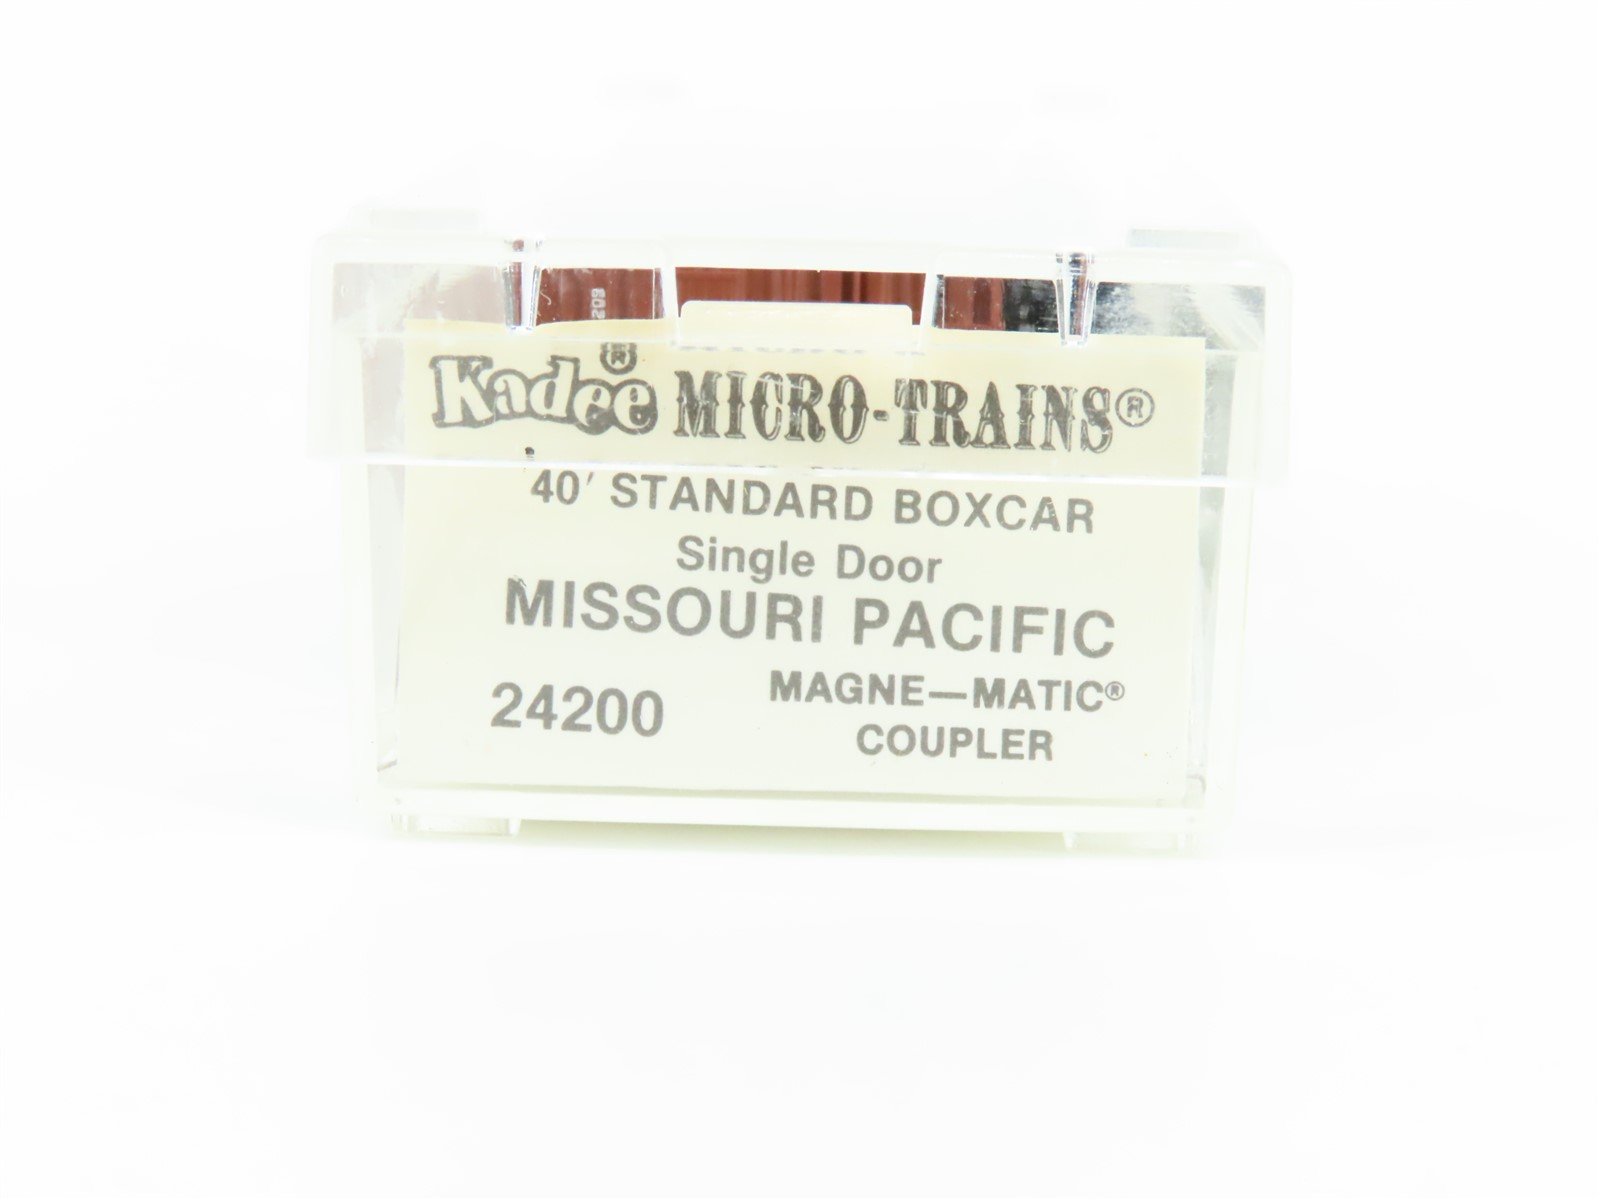 Kadee® MICRO-TRAINS®
40' STANDARD BOXCAR
Single Door
MISSOURI PACIFIC
24200
MAGNE—MATIC®
COUPLER